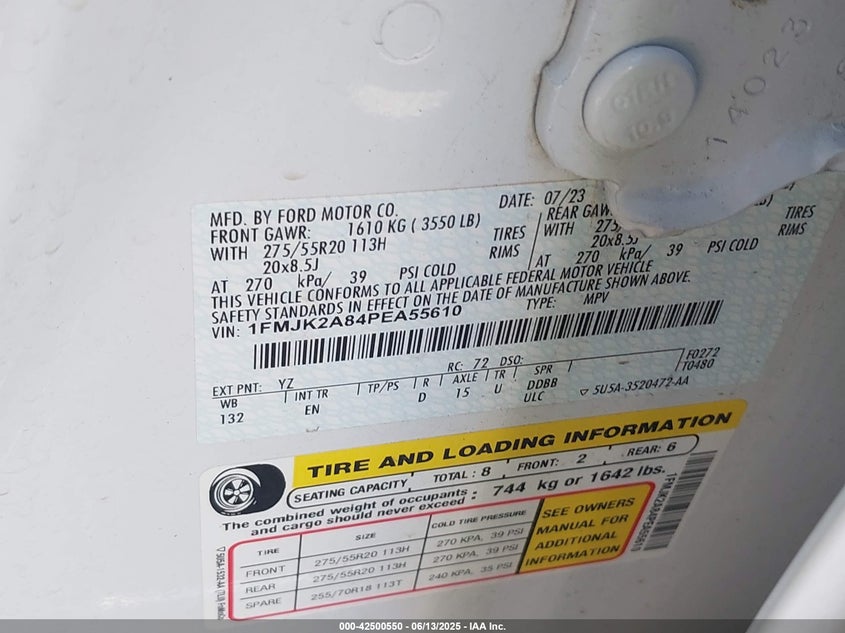 14023
MFD. BY FORD MOTOR CO.
DATE: 07/23
FRONT GAWR: 1610 KG ( 3550 LB)
REAR GAW
WITH 275/55R20 113H TIRES
WITH 275 TIRES
20x8.5J RIMS
20x8.5J RIMS
AT 270 kPa/ 39 PSI COLD
AT 270 kPa/ 39 PSI COLD
THIS VEHICLE CONFORMS TO ALL APPLICABLE FEDERAL MOTOR VEHICLE
SAFETY STANDARDS IN EFFECT ON THE DATE OF MANUFACTURE SHOWN ABOVE.
VIN: 1FMJK2A84PEA55610
TYPE: MPV
EXT PNT: YZ RC: 72 DSO: F0272
WB INT TR TP/PS R AXLE TR SPR T0480
132 EN D 15 U DDBB
ULC ▽ 5U5A-3520472-AA
TIRE AND LOADING INFORMATION
SEATING CAPACITY TOTAL : 8 FRONT: 2 REAR: 6
The combined weight of occupants and cargo should never exceed : 744 kg or 1642 lbs.
TIRE SIZE COLD TIRE PRESSURE
FRONT 275/55R20 113H 270 KPA, 39 PSI
REAR 275/55R20 113H 270 KPA, 39 PSI
SPARE 255/70R18 113T 240 KPA, 35 PSI
SEE OWNERS
MANUAL FOR
ADDITIONAL
INFORMATION
1FMJK2A84PEA55610
000-42500550 - 06/13/2025 - IAA Inc.